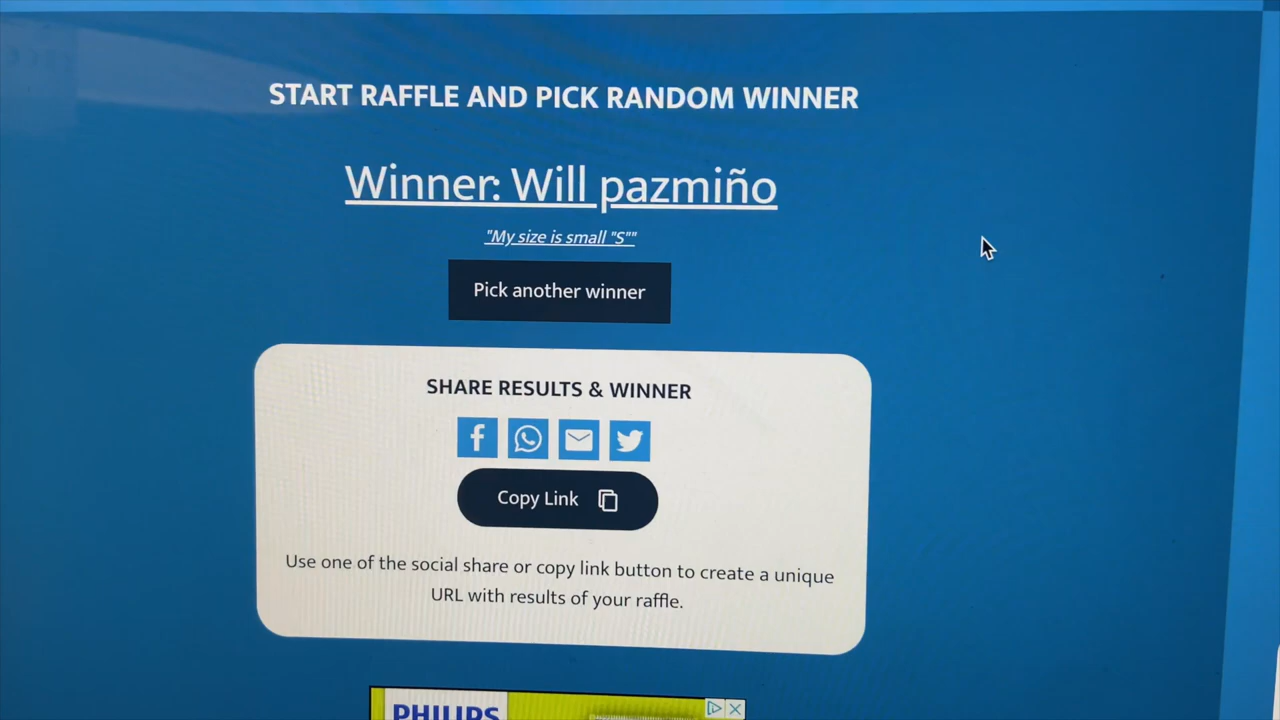 START RAFFLE AND PICK RANDOM WINNER
Winner: Will pazmiño
"My size is small "S""
Pick another winner
SHARE RESULTS & WINNER
Copy Link
Use one of the social share or copy link button to create a unique
URL with results of your raffle.
PHILIPS